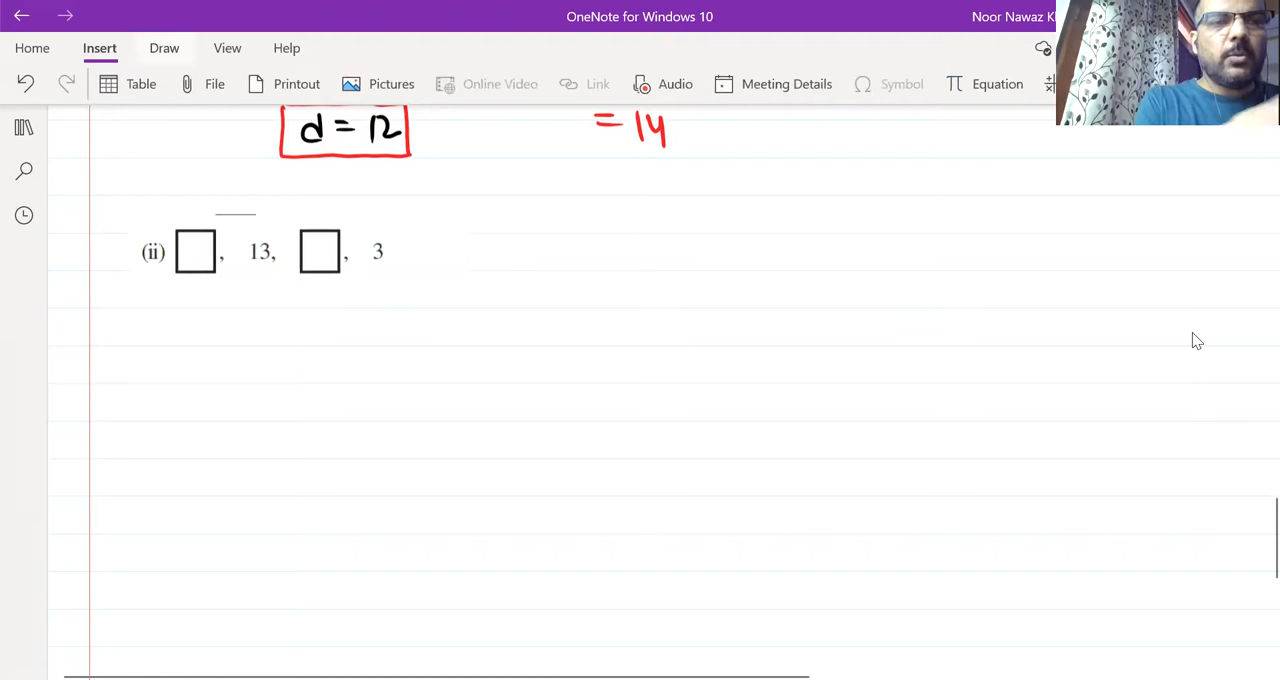 OneNote for Windows 10
Noor Nawaz Kh
Home Insert Draw View Help
Table File Printout Pictures Online Video Link Audio Meeting Details Symbol Equation
d = 12
= 14
(ii) , 13, , 3